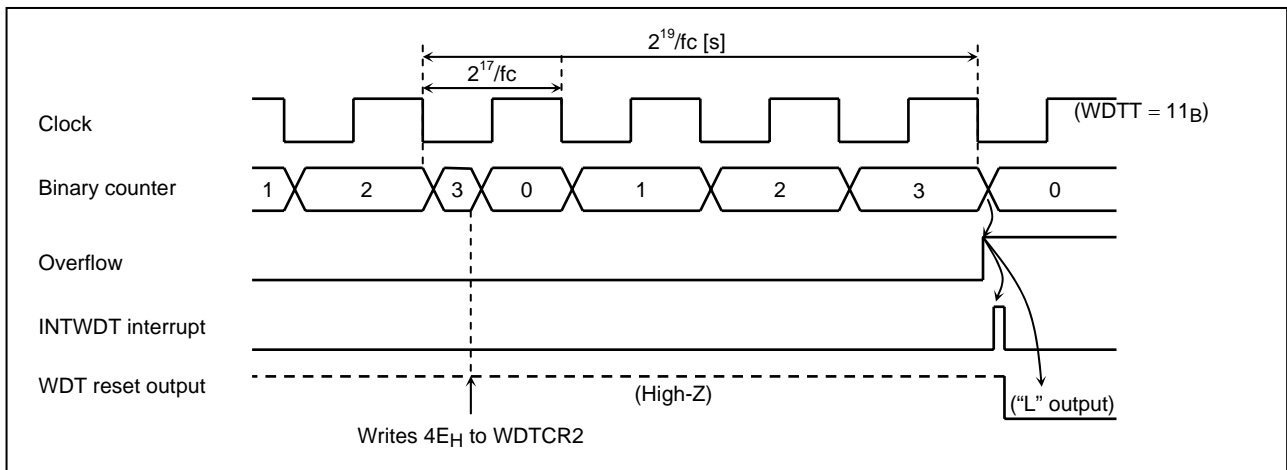 2^19/fc [s]
2^17/fc
Clock
(WDTT = 11B)
Binary counter
1 2 3 0 1 2 3 0
Overflow
INTWDT interrupt
WDT reset output
(High-Z)
("L" output)
Writes 4EH to WDTCR2